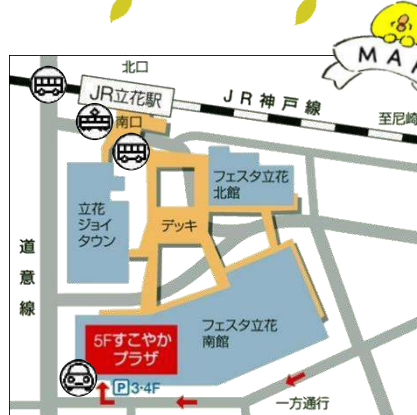 MA
北口
JR立花駅
JR神戸線
至尼崎
南口
フェスタ立花
北館
立花
ジョイ
タウン
デッキ
道意線
フェスタ立花
南館
5Fすこやか
プラザ
P3·4F
一方通行